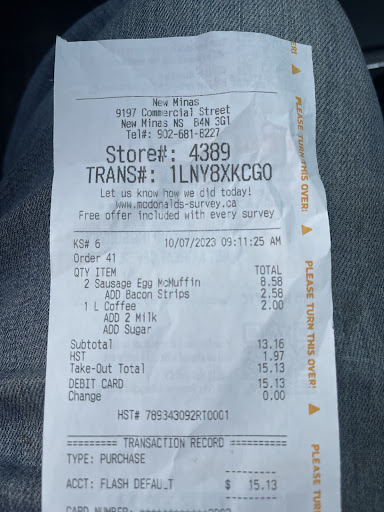 New Minas
9197 Commercial Street
New Minas NS B4N 3G1
Tel#: 902-681-8227
Store#: 4389
TRANS#: 1LNY8XKCGO
Let us know how we did today!
www.mcdonalds-survey.ca
Free offer included with every survey
KS# 6 10/07/2023 09:11:25 AM
Order 41
QTY ITEM TOTAL
2 Sausage Egg McMuffin 8.58
ADD Bacon Strips 2.58
1 L Coffee 2.00
ADD 2 Milk
ADD Sugar
Subtotal 13.16
HST 1.97
Take-Out Total 15.13
DEBIT CARD 15.13
Change 0.00
HST# 789343092RT0001
========= TRANSACTION RECORD =========
TYPE: PURCHASE
ACCT: FLASH DEFAULT $ 15.13
CARD NUMBER:
OVER!
PLEASE TURN THIS OVER!
PLEASE TURN THIS OVER!
PLEASE